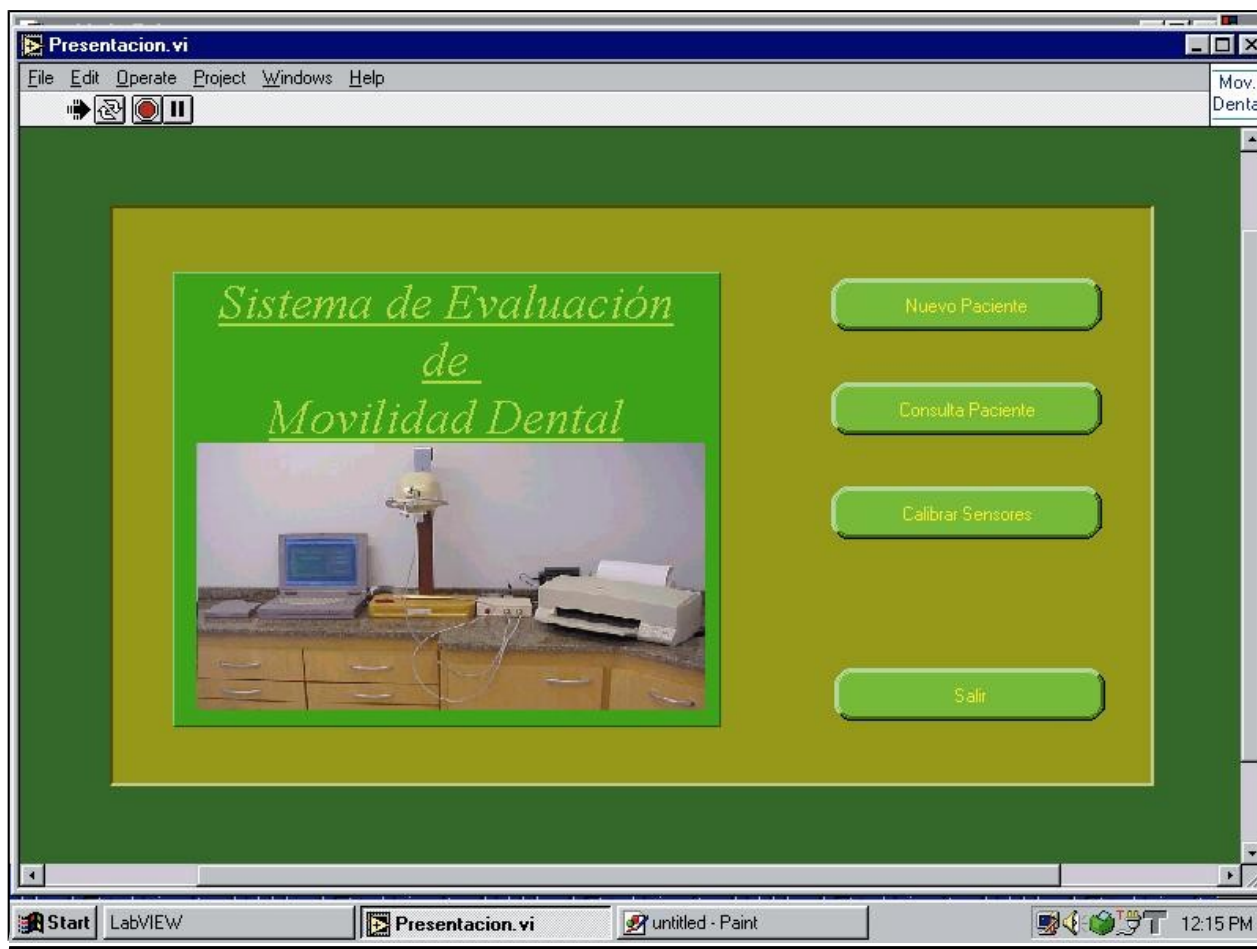 Presentacion.vi
File Edit Operate Project Windows Help
Mov.
Denta
Sistema de Evaluación
de
Movilidad Dental
Nuevo Paciente
Consulta Paciente
Calibrar Sensores
Salir
Start LabVIEW Presentacion.vi untitled - Paint 12:15 PM